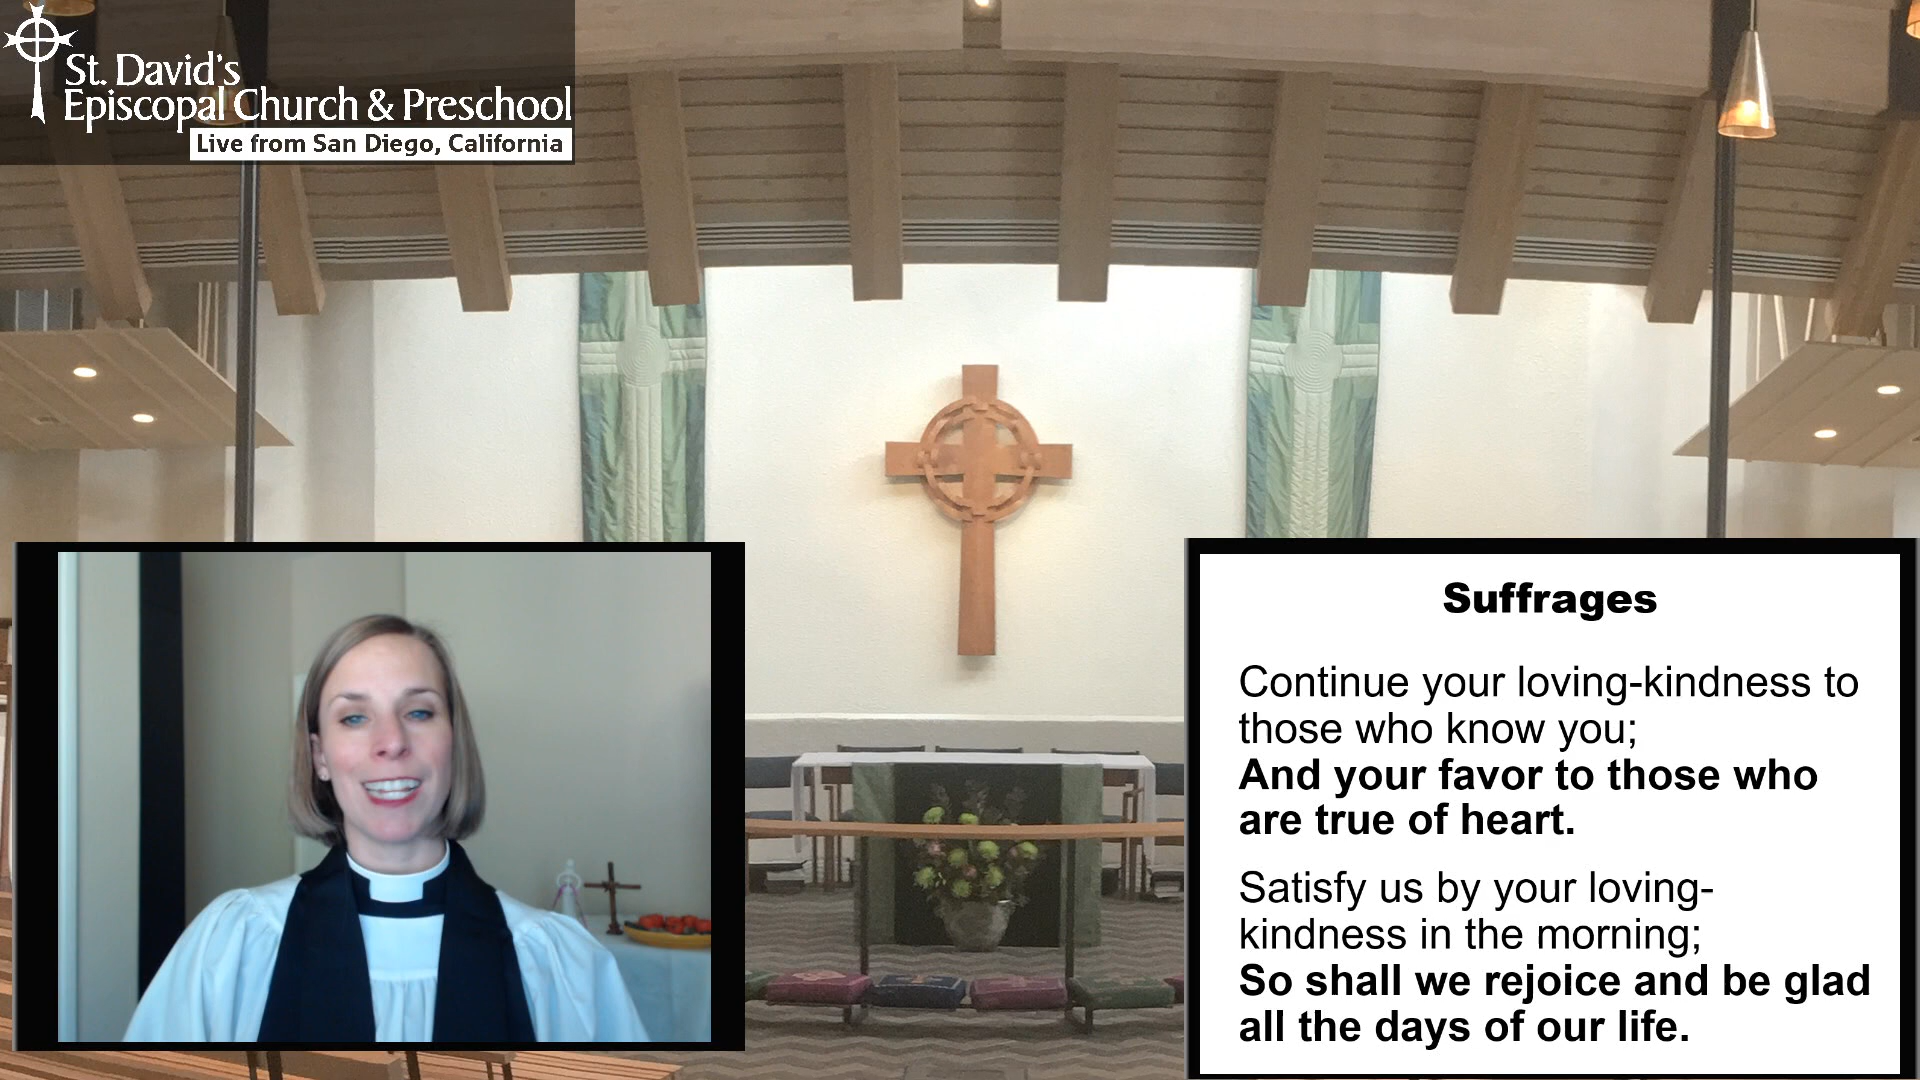 St. David's
Episcopal Church & Preschool
Live from San Diego, California
Suffrages
Continue your loving-kindness to
those who know you;
And your favor to those who
are true of heart.
Satisfy us by your loving-
kindness in the morning;
So shall we rejoice and be glad
all the days of our life.